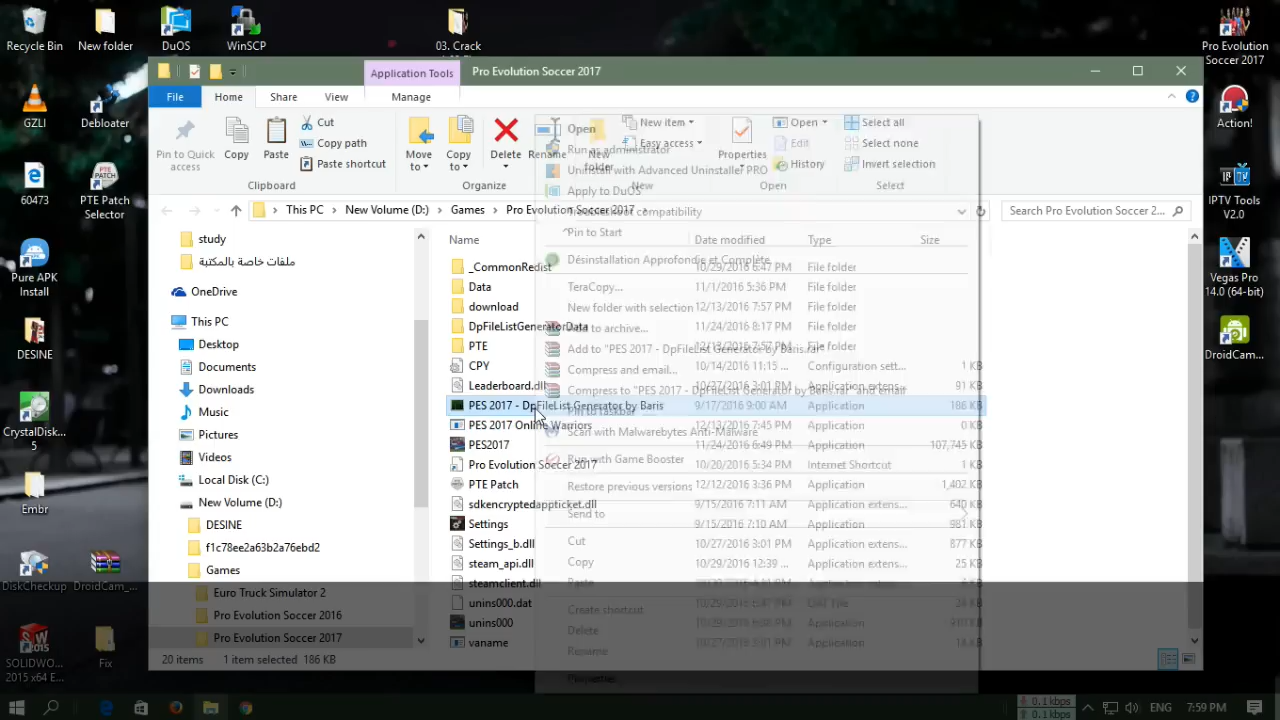 Recycle Bin
New folder
DuOS
WinSCP
03. Crack
Pro Evolution
Soccer 2017
GZLI
Debloater
Action!
60473
PTE Patch
Selector
IPTV Tools
V2.0
Pure APK
Install
Vegas Pro
14.0 (64-bit)
DESINE
DroidCam...
CrystalDisk...
5
Embr
DiskCheckup
DroidCam_...
SOLIDWO...
2015 x64 E...
Fix
Application Tools
Pro Evolution Soccer 2017
File
Home
Share
View
Manage
Pin to Quick
access
Copy
Paste
Cut
Copy path
Paste shortcut
Clipboard
Move
to
Copy
to
Delete
Rename
Organize
New
folder
New item
Easy access
New
Properties
Open
Edit
History
Open
Select all
Select none
Invert selection
Select
This PC
New Volume (D:)
Games
Pro Evolution Soccer 2017
Search Pro Evolution Soccer 2...
study
ملفات خاصة بالمكتبة
OneDrive
This PC
Desktop
Documents
Downloads
Music
Pictures
Videos
Local Disk (C:)
New Volume (D:)
DESINE
f1c78ee2a63b2a76ebd2
Games
Euro Truck Simulator 2
Pro Evolution Soccer 2016
Pro Evolution Soccer 2017
Name
Date modified
Type
Size
_CommonRedist
10/29/2016 6:47 PM
File folder
Data
11/1/2016 5:36 PM
File folder
download
12/13/2016 7:57 PM
File folder
DpFileListGeneratorData
11/24/2016 8:17 PM
File folder
PTE
12/13/2016 7:57 PM
File folder
CPY
10/14/2016 11:15 ...
Configuration sett...
1 KB
Leaderboard.dll
10/27/2016 3:01 PM
Application extens...
91 KB
PES 2017 - DpFileList Generator by Baris
9/17/2016 9:00 AM
Application
186 KB
PES 2017 Online Warriors
12/13/2016 7:45 PM
Application
0 KB
PES2017
11/24/2016 6:49 PM
Application
107,745 KB
Pro Evolution Soccer 2017
10/20/2016 5:34 PM
Internet Shortcut
1 KB
PTE Patch
12/12/2016 3:36 PM
Application
1,402 KB
sdkencryptedappticket.dll
9/15/2016 7:11 AM
Application extens...
640 KB
Settings
9/15/2016 7:10 AM
Application
981 KB
Settings_b.dll
10/27/2016 3:01 PM
Application extens...
877 KB
steam_api.dll
10/29/2016 12:39 ...
Application extens...
25 KB
steamclient.dll
unins000.dat
unins000
vaname
Open
Run as administrator
Uninstall with Advanced Uninstaller PRO
Apply to DuOS
Troubleshoot compatibility
Pin to Start
Désinstallation Approfondie et Complète
TeraCopy...
New folder with selection
Add to archive...
Add to "PES 2017 - DpFileList Generator by Baris.rar"
Compress and email...
Compress to "PES 2017 - DpFileList Generator by Baris.rar" and email
Pin to taskbar
Scan with Malwarebytes Anti-Malware
Run with Game Booster
Restore previous versions
Send to
Cut
Copy
Paste
Create shortcut
Delete
Rename
Properties
20 items
1 item selected 186 KB
0.1 kbps
0.1 kbps
ENG
7:59 PM